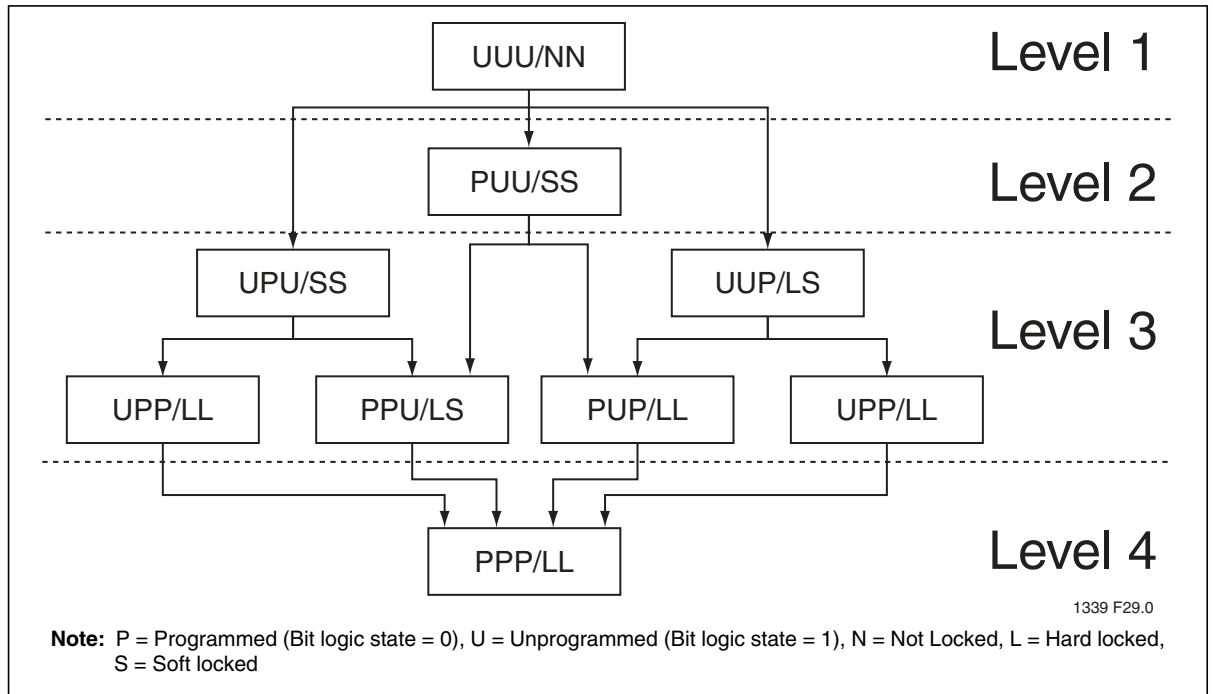 UUU/NN
Level 1
PUU/SS
Level 2
UPU/SS
UUP/LS
Level 3
UPP/LL
PPU/LS
PUP/LL
UPP/LL
PPP/LL
Level 4
1339 F29.0
Note: P = Programmed (Bit logic state = 0), U = Unprogrammed (Bit logic state = 1), N = Not Locked, L = Hard locked,
S = Soft locked